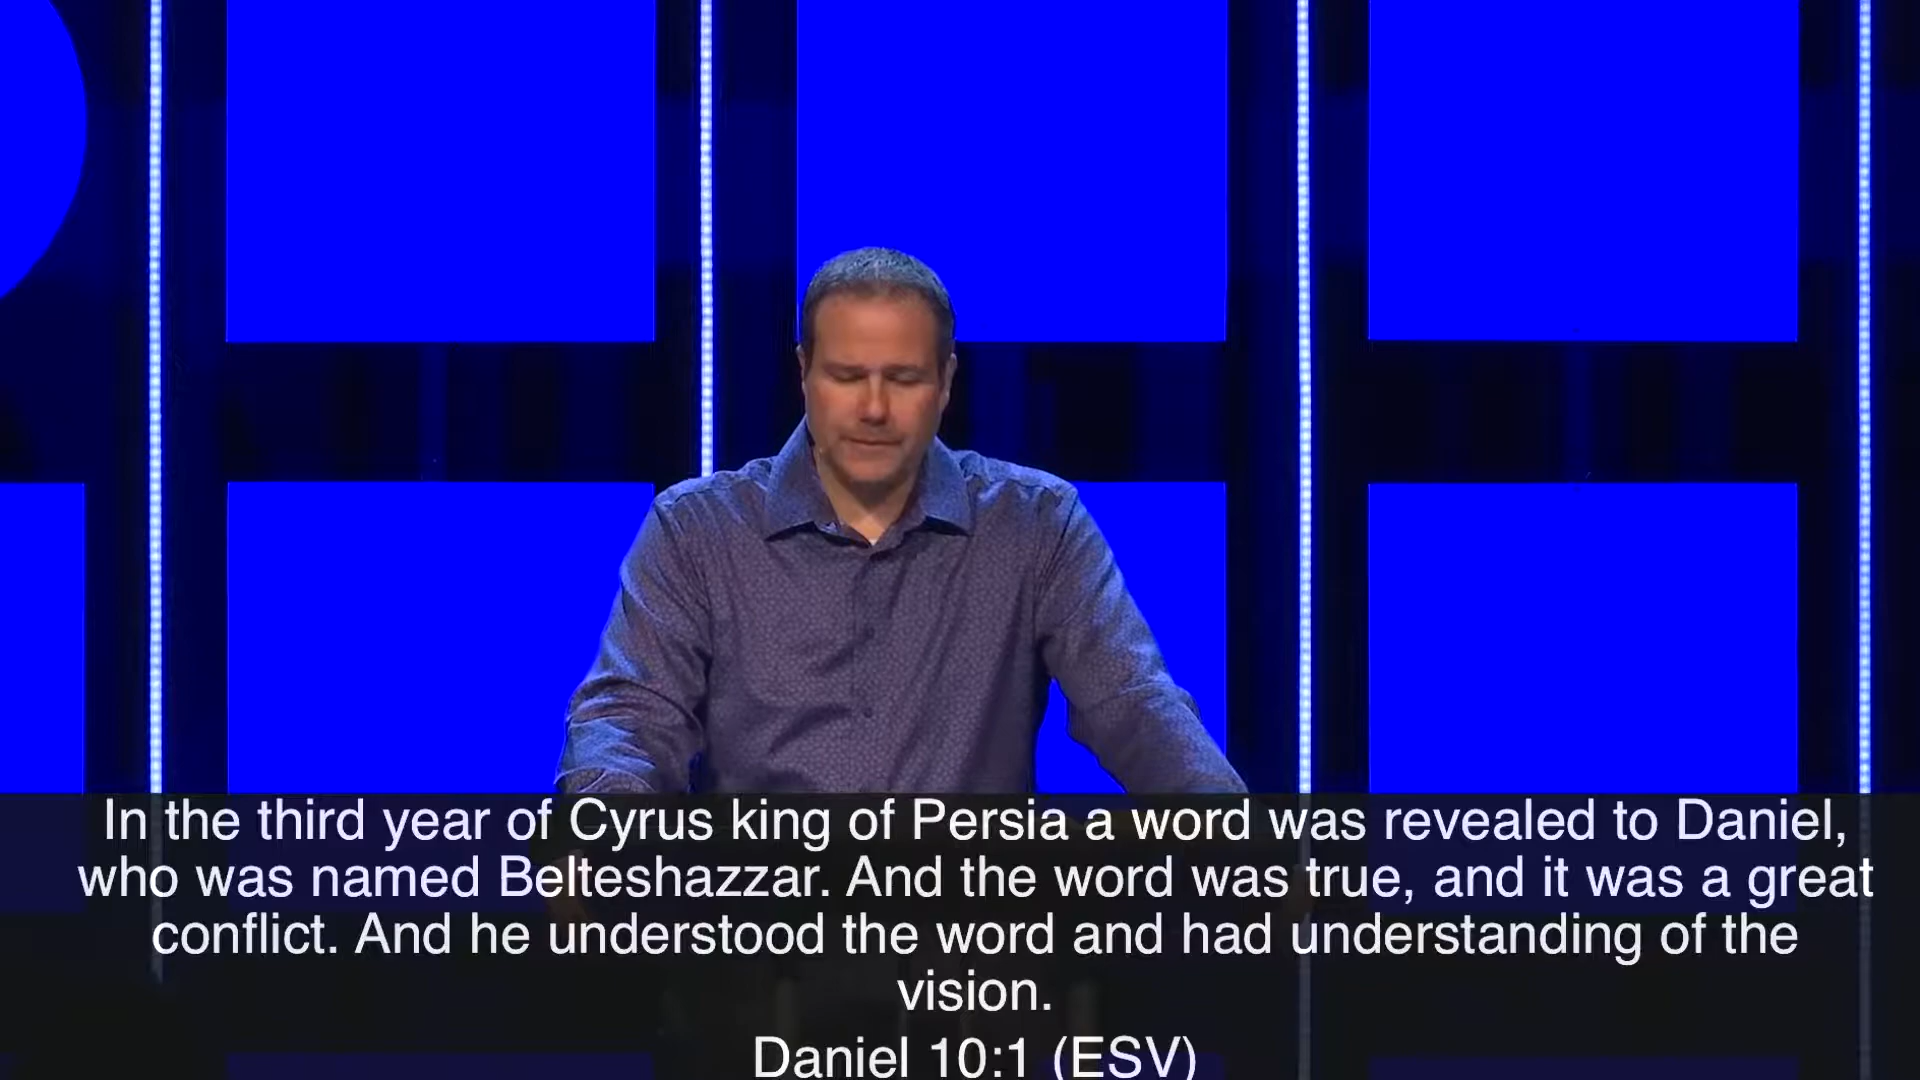 In the third year of Cyrus king of Persia a word was revealed to Daniel,
who was named Belteshazzar. And the word was true, and it was a great
conflict. And he understood the word and had understanding of the
vision.
Daniel 10:1 (ESV)